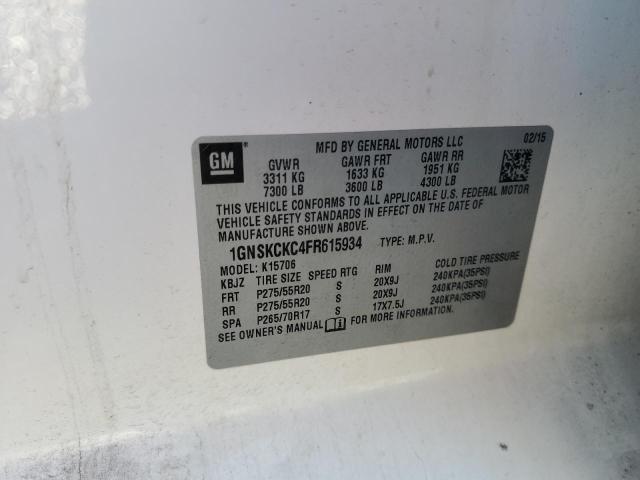 GM
MFD BY GENERAL MOTORS LLC 02/15
GVWR GAWR FRT GAWR RR
3311 KG 1633 KG 1951 KG
7300 LB 3600 LB 4300 LB
THIS VEHICLE CONFORMS TO ALL APPLICABLE U.S. FEDERAL MOTOR
VEHICLE SAFETY STANDARDS IN EFFECT ON THE DATE OF
MANUFACTURE SHOWN ABOVE.
1GNSKCKC4FR615934 TYPE: M.P.V.
MODEL: K15706
KBJZ TIRE SIZE SPEED RTG RIM COLD TIRE PRESSURE
FRT P275/55R20 S 20X9J 240KPA(35PSI)
RR P275/55R20 S 20X9J 240KPA(35PSI)
SPA P265/70R17 S 17X7.5J 240KPA(35PSI)
SEE OWNER'S MANUAL FOR MORE INFORMATION.